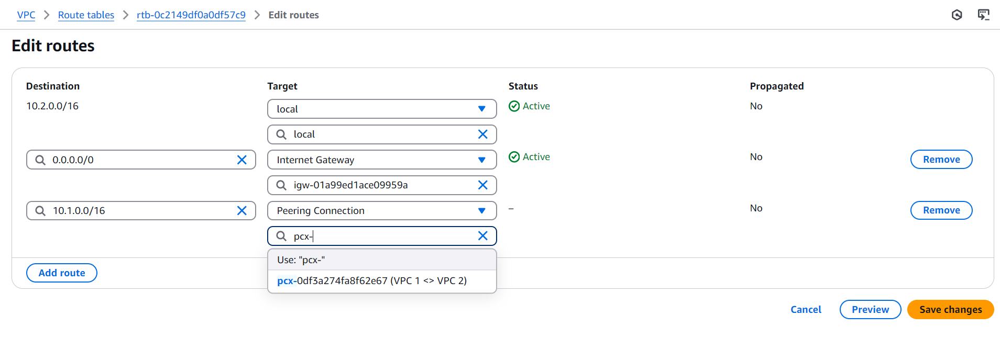 VPC > Route tables > rtb-0c2149df0a0df57c9 > Edit routes
Edit routes
Destination Target Status Propagated
10.2.0.0/16 local Active No
local
0.0.0.0/0 Internet Gateway Active No Remove
igw-01a99ed1ace09959a
10.1.0.0/16 Peering Connection – No Remove
pcx-
Use: "pcx-"
Add route
pcx-0df3a274fa8f62e67 (VPC 1 <> VPC 2)
Cancel Preview Save changes